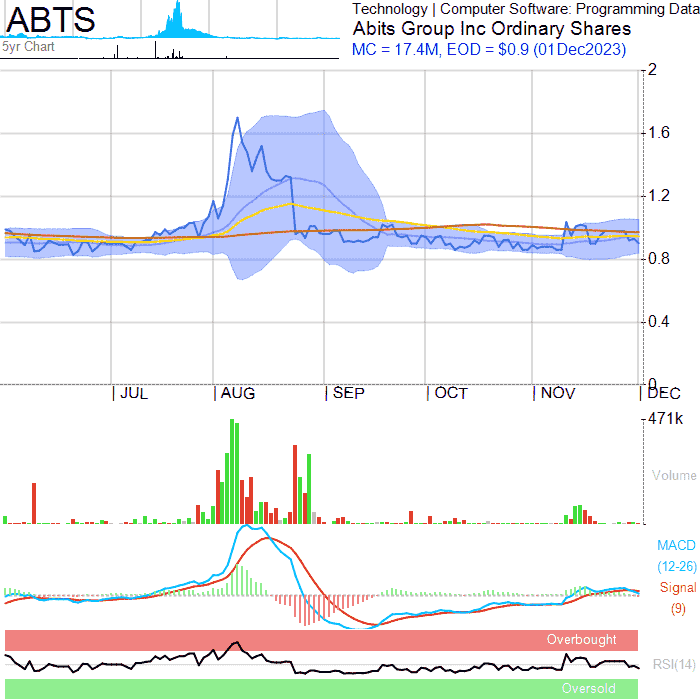 ABTS
5yr Chart
Technology | Computer Software: Programming Data
Abits Group Inc Ordinary Shares
MC = 17.4M, EOD = $0.9 (01Dec2023)
2
1.6
1.2
0.8
0.4
0
JUL AUG SEP OCT NOV DEC
471k
Volume
MACD
(12-26)
Signal
(9)
Overbought
RSI(14)
Oversold